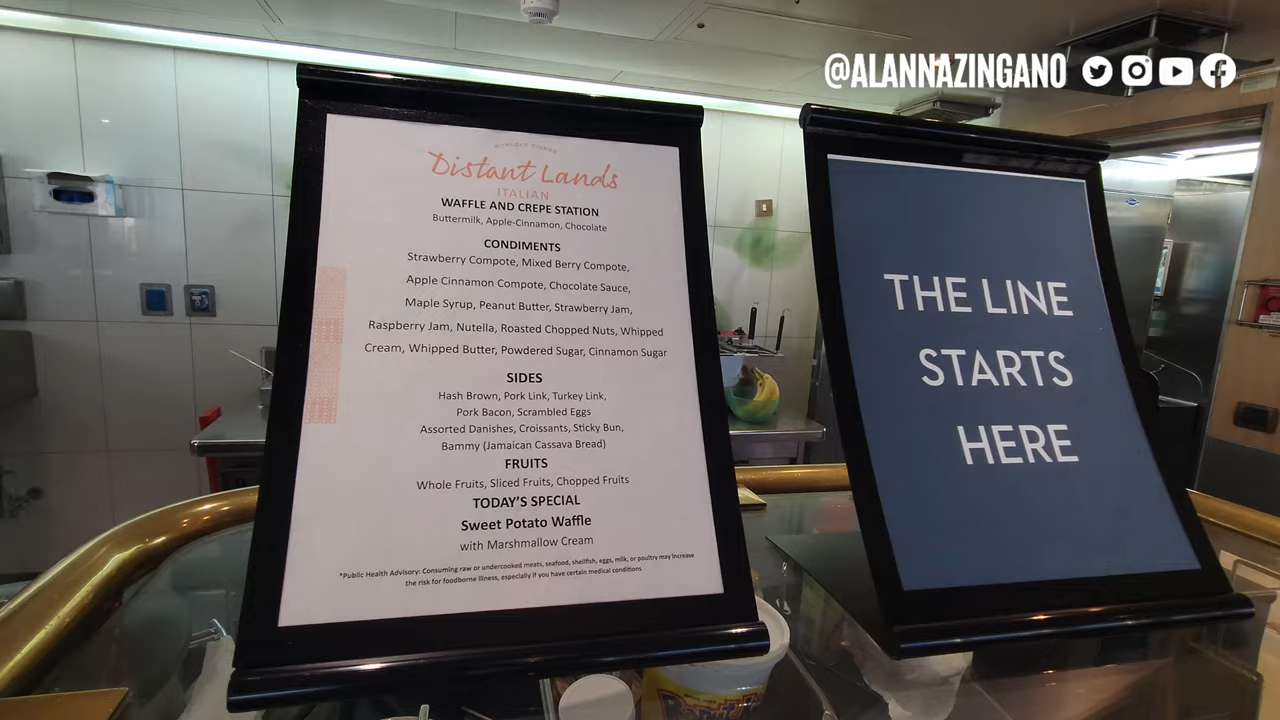 @ALANNAZINGANO
Distant Lands
ITALIAN
WAFFLE AND CREPE STATION
Buttermilk, Apple-Cinnamon, Chocolate
CONDIMENTS
Strawberry Compote, Mixed Berry Compote,
Apple Cinnamon Compote, Chocolate Sauce,
Maple Syrup, Peanut Butter, Strawberry Jam,
Raspberry Jam, Nutella, Roasted Chopped Nuts, Whipped
Cream, Whipped Butter, Powdered Sugar, Cinnamon Sugar
SIDES
Hash Brown, Pork Link, Turkey Link,
Pork Bacon, Scrambled Eggs
Assorted Danishes, Croissants, Sticky Bun,
Bammy (Jamaican Cassava Bread)
FRUITS
Whole Fruits, Sliced Fruits, Chopped Fruits
TODAY'S SPECIAL
Sweet Potato Waffle
with Marshmallow Cream
*Public Health Advisory: Consuming raw or undercooked meats, seafood, shellfish, eggs, milk, or poultry may increase
the risk for foodborne illness, especially if you have certain medical conditions
THE LINE
STARTS
HERE